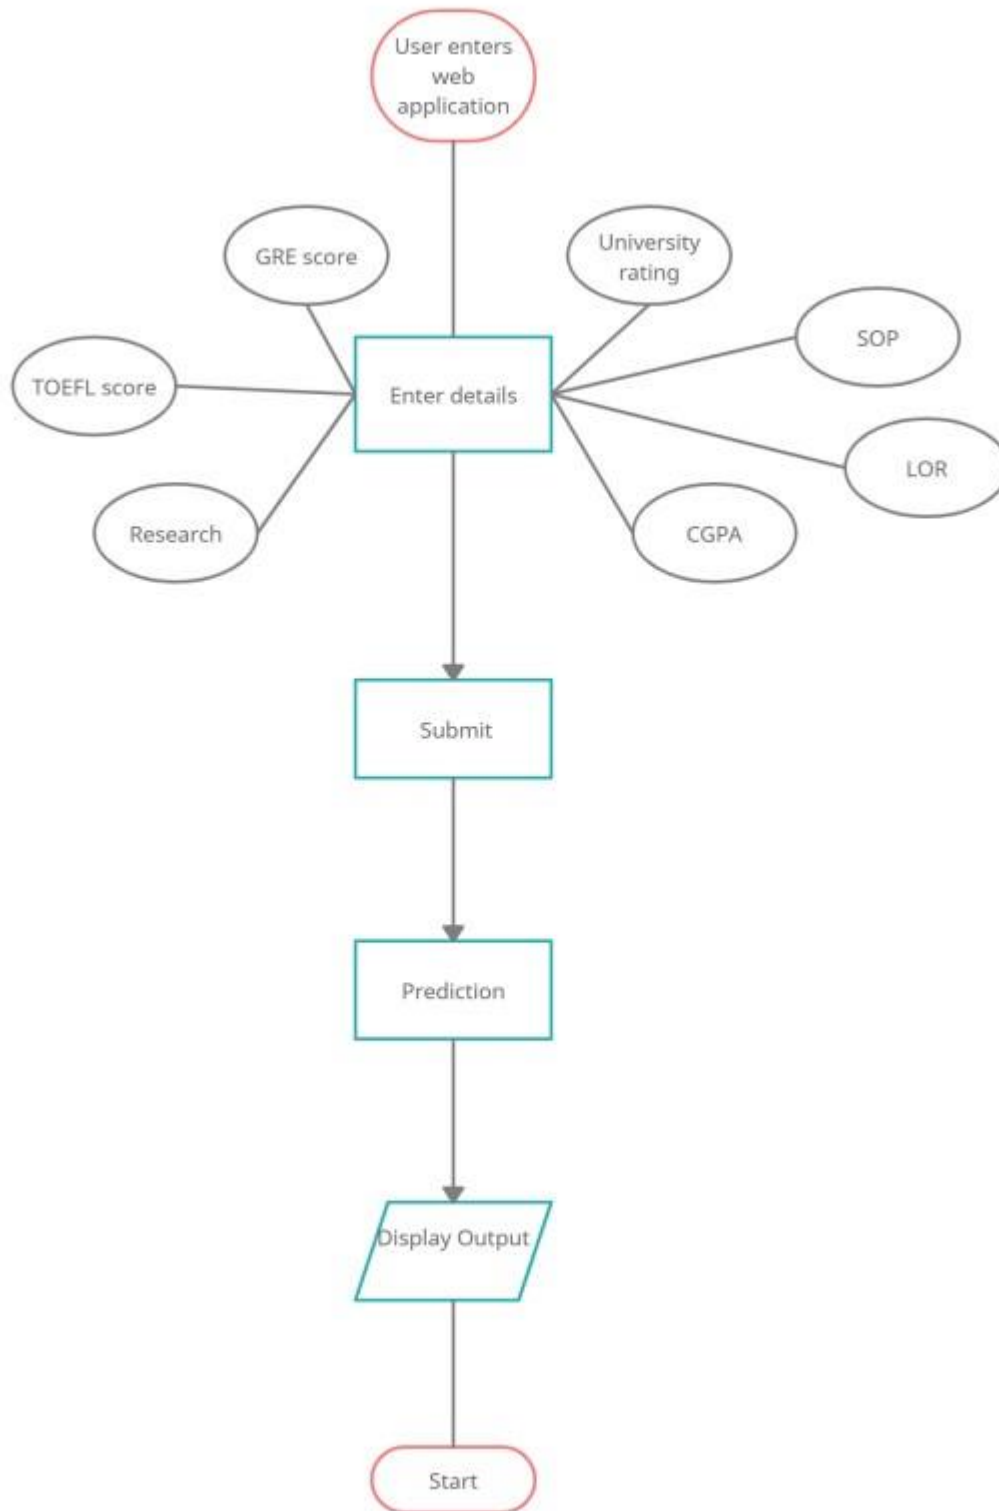 User enters
web
application
GRE score
University
rating
SOP
TOEFL score
Enter details
LOR
Research
CGPA
Submit
Prediction
Display Output
Start